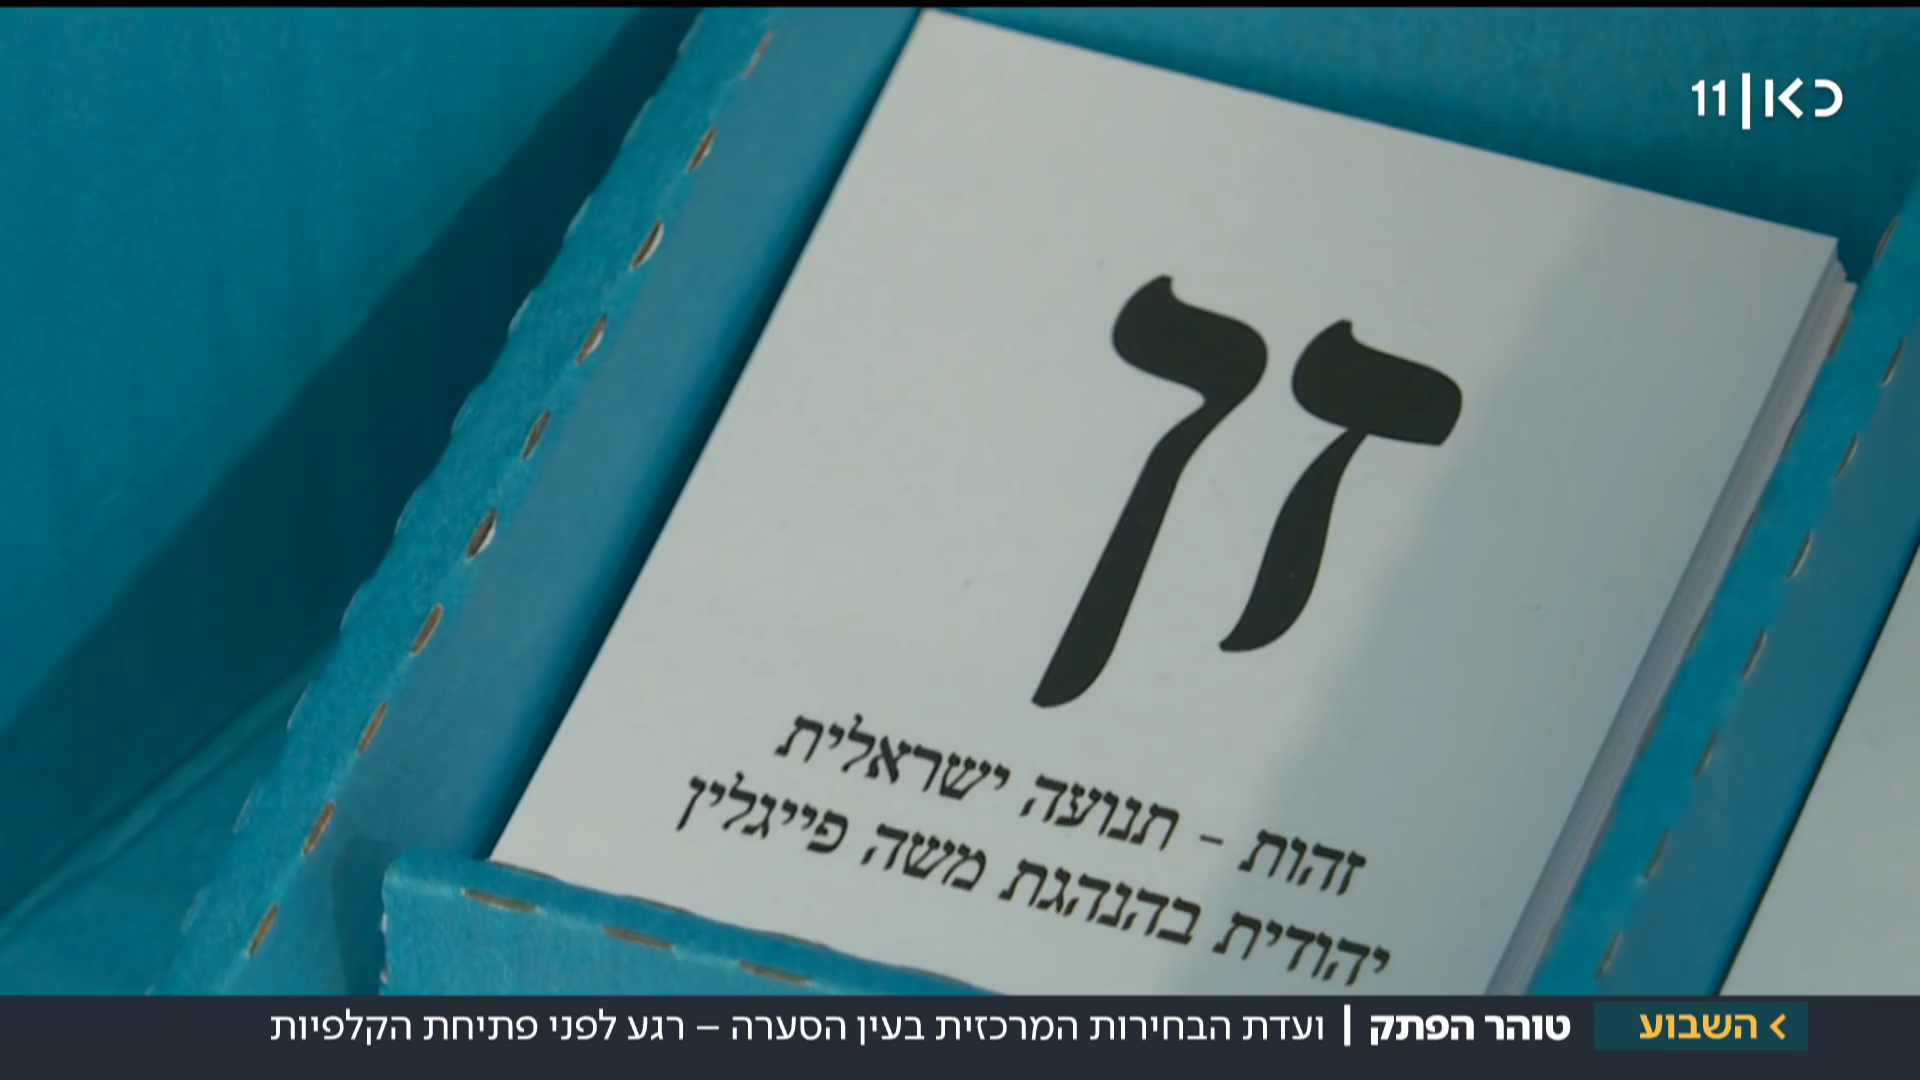 כאן 11
זך
זהות - תנועה ישראלית
יהודית בהנהגת משה פייגלין
השבוע
טוהר הפתק | ועדת הבחירות המרכזית בעין הסערה – רגע לפני פתיחת הקלפיות